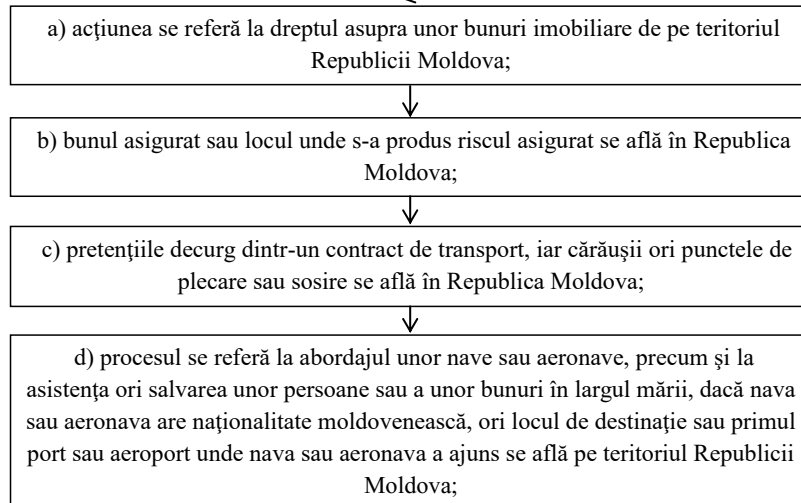 a) acţiunea se referă la dreptul asupra unor bunuri imobiliare de pe teritoriul
Republicii Moldova;
b) bunul asigurat sau locul unde s-a produs riscul asigurat se află în Republica
Moldova;
c) pretenţiile decurg dintr-un contract de transport, iar cărăuşii ori punctele de
plecare sau sosire se află în Republica Moldova;
d) procesul se referă la abordajul unor nave sau aeronave, precum şi la
asistenţa ori salvarea unor persoane sau a unor bunuri în largul mării, dacă nava
sau aeronava are naţionalitate moldovenească, ori locul de destinaţie sau primul
port sau aeroport unde nava sau aeronava a ajuns se află pe teritoriul Republicii
Moldova;